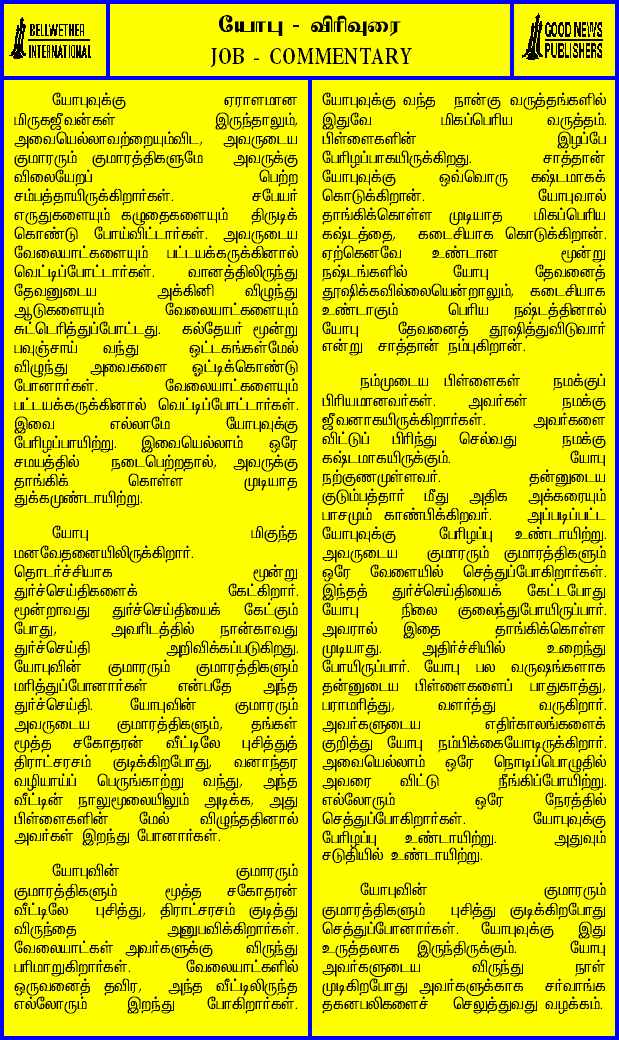 BELLWETHER
INTERNATIONAL
யோபு - விரிவுரை
JOB - COMMENTARY
GOOD NEWS
PUBLISHERS
யோபுவுக்கு ஏராளமான
மிருகஜீவன்கள் இருந்தாலும்,
அவையெல்லாவற்றையும்விட, அவருடைய
குமாரரும் குமாரத்திகளுமே அவருக்கு
விலையேறப் பெற்ற
சம்பத்தாயிருக்கிறார்கள். சபேயர்
எருதுகளையும் கழுதைகளையும் திருடிக்
கொண்டு போய்விட்டார்கள். அவருடைய
வேலையாட்களையும் பட்டயக்கருக்கினால்
வெட்டிப்போட்டார்கள். வானத்திலிருந்து
தேவனுடைய அக்கினி விழுந்து
ஆடுகளையும் வேலையாட்களையும்
சுட்டெரித்துப்போட்டது. கல்தேயர் மூன்று
பவுஞ்சாய் வந்து ஒட்டகங்கள்மேல்
விழுந்து அவைகளை ஓட்டிக்கொண்டு
போனார்கள். வேலையாட்களையும்
பட்டயக்கருக்கினால் வெட்டிப்போட்டார்கள்.
இவை எல்லாமே யோபுவுக்கு
பேரிழப்பாயிற்று. இவையெல்லாம் ஒரே
சமயத்தில் நடைபெற்றதால், அவருக்கு
தாங்கிக் கொள்ள முடியாத
துக்கமுண்டாயிற்று.
யோபு மிகுந்த
மனவேதனையிலிருக்கிறார்.
தொடர்ச்சியாக மூன்று
துர்ச்செய்திகளைக் கேட்கிறார்.
மூன்றாவது துர்ச்செய்தியைக் கேட்கும்
போது, அவரிடத்தில் நான்காவது
துர்ச்செய்தி அறிவிக்கப்படுகிறது.
யோபுவின் குமாரரும் குமாரத்திகளும்
மரித்துப்போனார்கள் என்பதே அந்த
துர்ச்செய்தி. யோபுவின் குமாரரும்
அவருடைய குமாரத்திகளும், தங்கள்
மூத்த சகோதரன் வீட்டிலே புசித்துத்
திராட்சரசம் குடிக்கிறபோது, வனாந்தர
வழியாய்ப் பெருங்காற்று வந்து, அந்த
வீட்டின் நாலுமூலையிலும் அடிக்க, அது
பிள்ளைகளின் மேல் விழுந்ததினால்
அவர்கள் இறந்து போனார்கள்.
யோபுவின் குமாரரும்
குமாரத்திகளும் மூத்த சகோதரன்
வீட்டிலே புசித்து, திராட்சரசம் குடித்து
விருந்தை அனுபவிக்கிறார்கள்.
வேலையாட்கள் அவர்களுக்கு விருந்து
பரிமாறுகிறார்கள். வேலையாட்களில்
ஒருவனைத் தவிர, அந்த வீட்டிலிருந்த
எல்லோரும் இறந்து போகிறார்கள்.
யோபுவுக்கு வந்த நான்கு வருத்தங்களில்
இதுவே மிகப்பெரிய வருத்தம்.
பிள்ளைகளின் இழப்பே
பேரிழப்பாகயிருக்கிறது. சாத்தான்
யோபுவுக்கு ஒவ்வொரு கஷ்டமாகக்
கொடுக்கிறான். யோபுவால்
தாங்கிக்கொள்ள முடியாத மிகப்பெரிய
கஷ்டத்தை, கடைசியாக கொடுக்கிறான்.
ஏற்கெனவே உண்டான மூன்று
நஷ்டங்களில் யோபு தேவனைத்
தூஷிக்கவில்லையென்றாலும், கடைசியாக
உண்டாகும் பெரிய நஷ்டத்தினால்
யோபு தேவனைத் தூஷித்துவிடுவார்
என்று சாத்தான் நம்புகிறான்.
நம்முடைய பிள்ளைகள் நமக்குப்
பிரியமானவர்கள். அவர்கள் நமக்கு
ஜீவனாகயிருக்கிறார்கள். அவர்களை
விட்டுப் பிரிந்து செல்வது நமக்கு
கஷ்டமாகயிருக்கும். யோபு
நற்குணமுள்ளவர். தன்னுடைய
குடும்பத்தார் மீது அதிக அக்கரையும்
பாசமும் காண்பிக்கிறவர். அப்படிப்பட்ட
யோபுவுக்கு பேரிழப்பு உண்டாயிற்று.
அவருடைய குமாரரும் குமாரத்திகளும்
ஒரே வேளையில் செத்துப்போகிறார்கள்.
இந்தத் துர்ச்செய்தியைக் கேட்டபோது
யோபு நிலை குலைந்துபோயிருப்பார்.
அவரால் இதை தாங்கிக்கொள்ள
முடியாது. அதிர்ச்சியில் உறைந்து
போயிருப்பார். யோபு பல வருஷங்களாக
தன்னுடைய பிள்ளைகளைப் பாதுகாத்து,
பராமரித்து, வளர்த்து வருகிறார்.
அவர்களுடைய எதிர்காலங்களைக்
குறித்து யோபு நம்பிக்கையோடிருக்கிறார்.
அவையெல்லாம் ஒரே நொடிப்பொழுதில்
அவரை விட்டு நீங்கிப்போயிற்று.
எல்லோரும் ஒரே நேரத்தில்
செத்துப்போகிறார்கள். யோபுவுக்கு
பேரிழப்பு உண்டாயிற்று. அதுவும்
சடுதியில் உண்டாயிற்று.
யோபுவின் குமாரரும்
குமாரத்திகளும் புசித்து குடிக்கிறபோது
செத்துப்போனார்கள். யோபுவுக்கு இது
உருத்தலாக இருந்திருக்கும். யோபு
அவர்களுடைய விருந்து நாள்
முடிகிறபோது அவர்களுக்காக சர்வாங்க
தகனபலிகளைச் செலுத்துவது வழக்கம்.